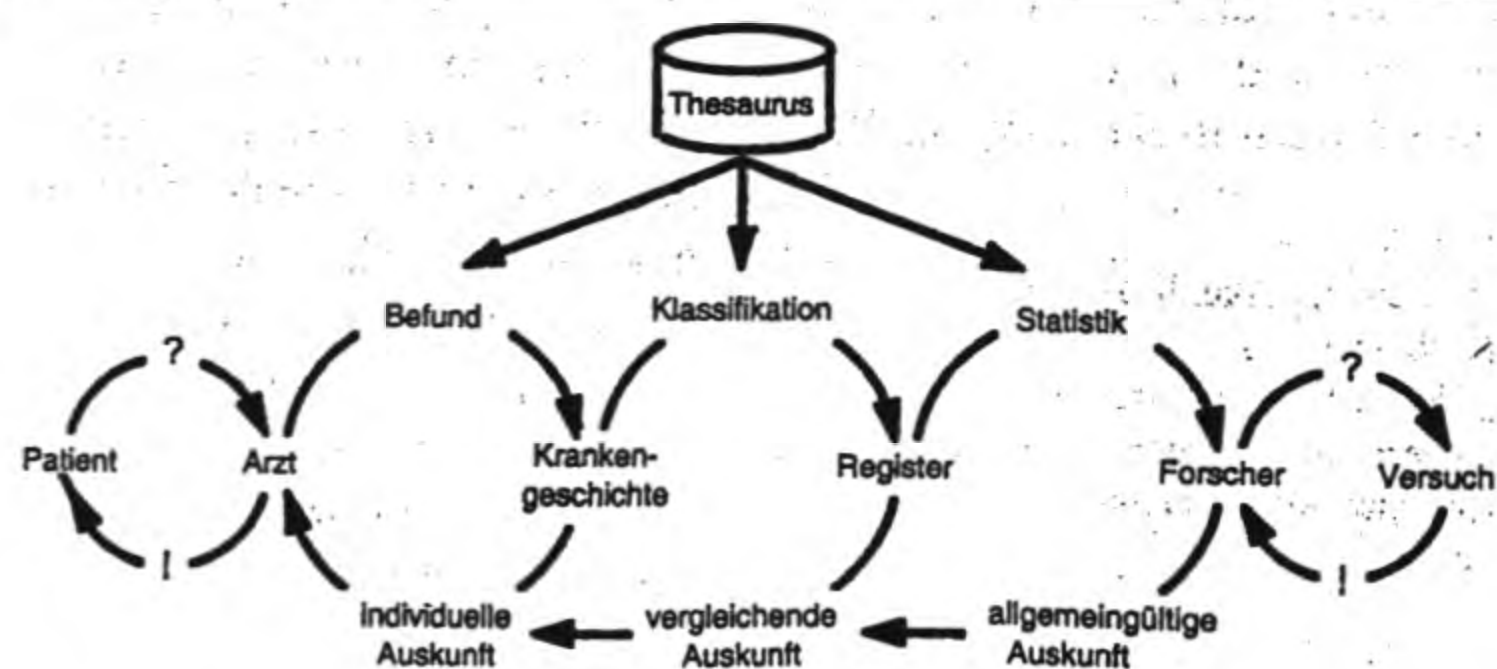 Thesaurus
Befund
Klassifikation
Statistik
?
?
Patient
Arzt
Kranken-
geschichte
Register
Forscher
Versuch
!
!
individuelle
Auskunft
vergleichende
Auskunft
allgemeingültige
Auskunft